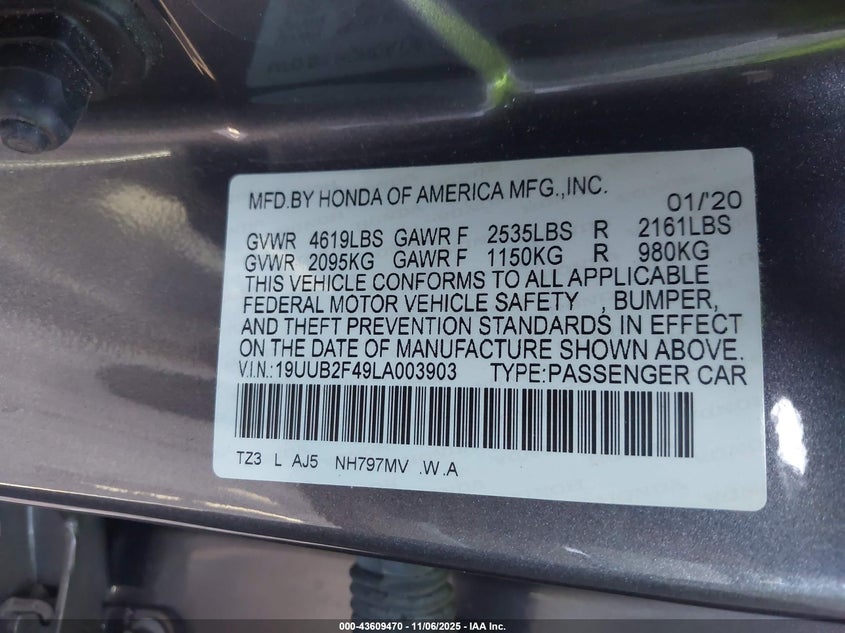 MFD.BY HONDA OF AMERICA MFG.,INC. 01/'20
GVWR 4619LBS GAWR F 2535LBS R 2161LBS
GVWR 2095KG GAWR F 1150KG R 980KG
THIS VEHICLE CONFORMS TO ALL APPLICABLE
FEDERAL MOTOR VEHICLE SAFETY , BUMPER,
AND THEFT PREVENTION STANDARDS IN EFFECT
ON THE DATE OF MANUFACTURE SHOWN ABOVE.
V.I.N.:19UUB2F49LA003903 TYPE:PASSENGER CAR
TZ3 L AJ5 NH797MV .W .A
000-43609470 — 11/06/2025 — IAA Inc.